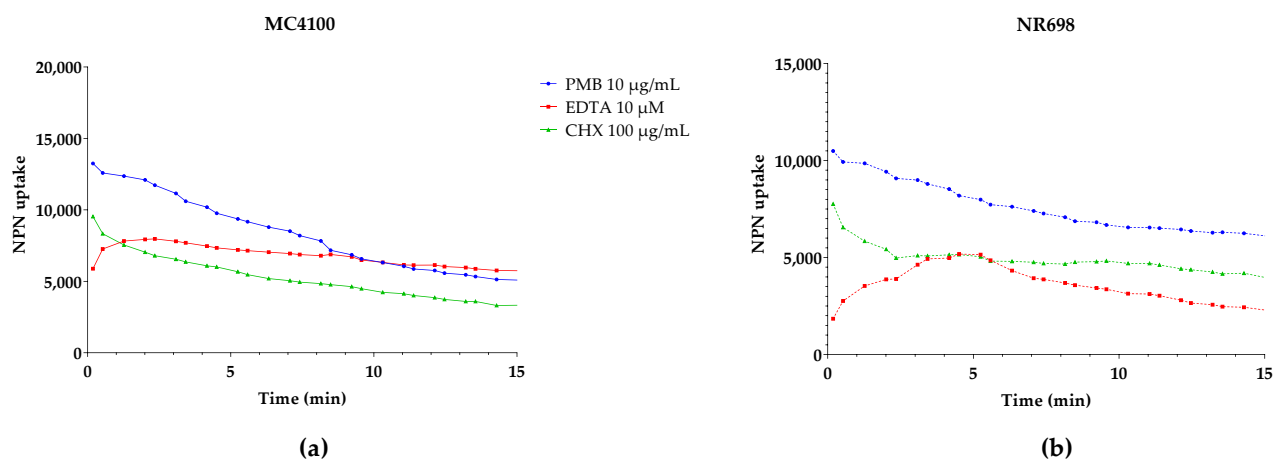 MC4100
20,000
15,000
10,000
5,000
0
NPN uptake
0
5
10
15
Time (min)
(a)
PMB 10 µg/mL
EDTA 10 µM
CHX 100 µg/mL
NR698
15,000
10,000
5,000
0
NPN uptake
0
5
10
15
Time (min)
(b)